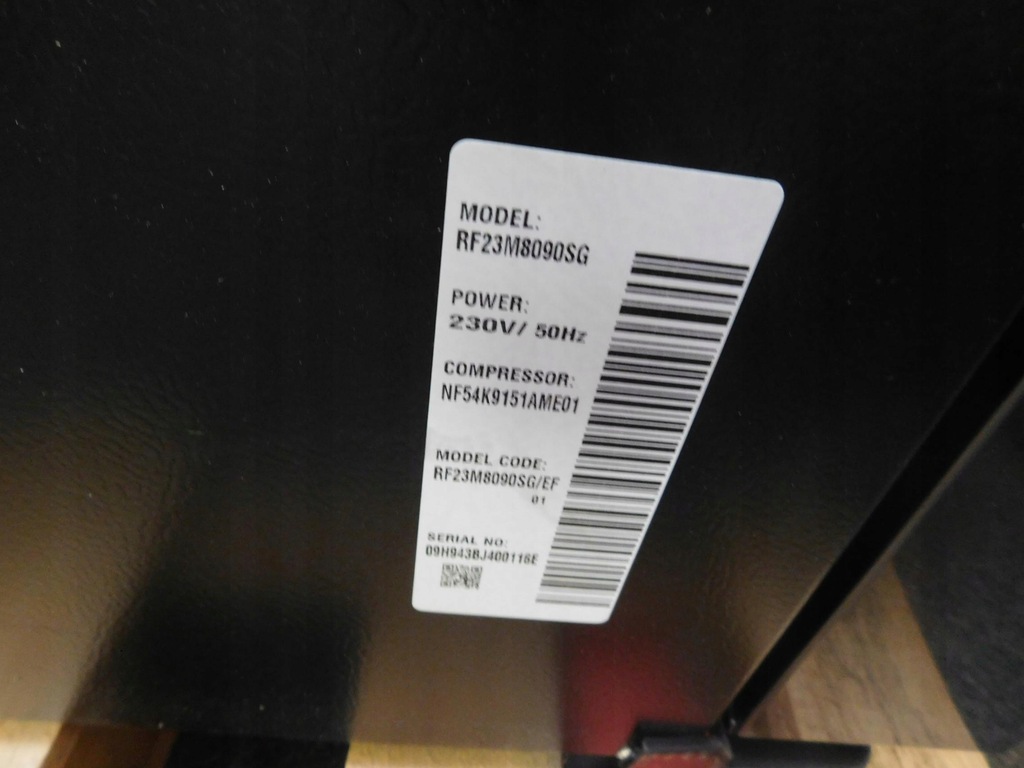 MODEL:
RF23M8090SG
POWER:
230V/ 50Hz
COMPRESSOR:
NF54K9151AME01
MODEL CODE:
RF23M8090SG/EF
01
SERIAL NO:
09H943BJ400116E